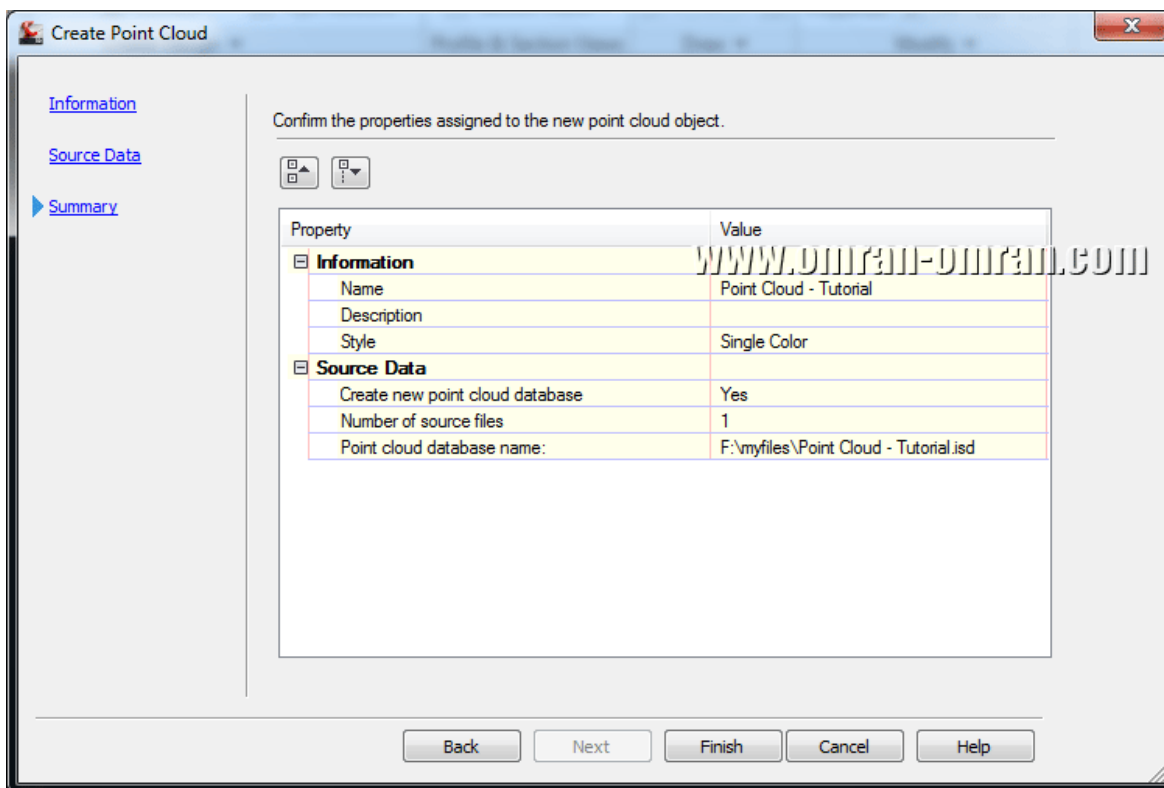 Create Point Cloud
Information
Source Data
Summary
Confirm the properties assigned to the new point cloud object.
Property Value
Information
www.omran-omran.com
Name Point Cloud - Tutorial
Description
Style Single Color
Source Data
Create new point cloud database Yes
Number of source files 1
Point cloud database name: F:\myfiles\Point Cloud - Tutorial.isd
Back Next Finish Cancel Help